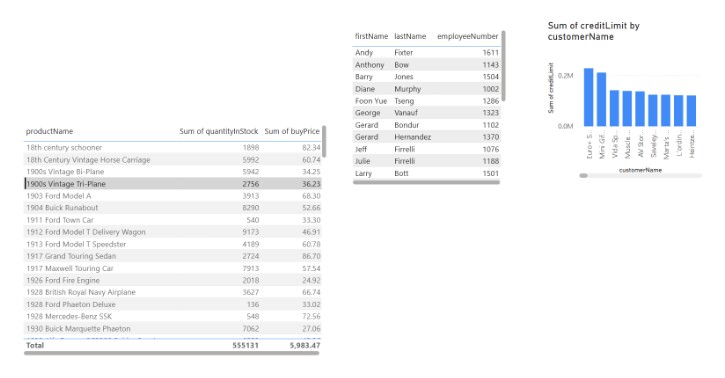 productName Sum of quantityInStock Sum of buyPrice
18th century schooner 1898 82.34
18th Century Vintage Horse Carriage 5992 60.74
1900s Vintage Bi-Plane 5942 34.25
1900s Vintage Tri-Plane 2756 36.23
1903 Ford Model A 3913 68.30
1904 Buick Runabout 8290 52.66
1911 Ford Town Car 540 33.30
1912 Ford Model T Delivery Wagon 9173 46.91
1913 Ford Model T Speedster 4189 60.78
1917 Grand Touring Sedan 2724 86.70
1917 Maxwell Touring Car 7913 57.54
1926 Ford Fire Engine 2018 24.92
1928 British Royal Navy Airplane 3627 66.74
1928 Ford Phaeton Deluxe 136 33.02
1928 Mercedes-Benz SSK 548 72.56
1930 Buick Marquette Phaeton 7062 27.06
Total 555131 5,983.47
firstName lastName employeeNumber
Andy Fixter 1611
Anthony Bow 1143
Barry Jones 1504
Diane Murphy 1002
Foon Yue Tseng 1286
George Vanauf 1323
Gerard Bondur 1102
Gerard Hernandez 1370
Jeff Firrelli 1076
Julie Firrelli 1188
Larry Bott 1501
Sum of creditLimit by
customerName
Sum of creditLimit
0.2M
0.0M
Euro+ S...
Mini Gif...
Vida Sp...
Muscle ...
AV Stor...
Saveley...
Marta's ...
L'ordin...
Heintze...
customerName